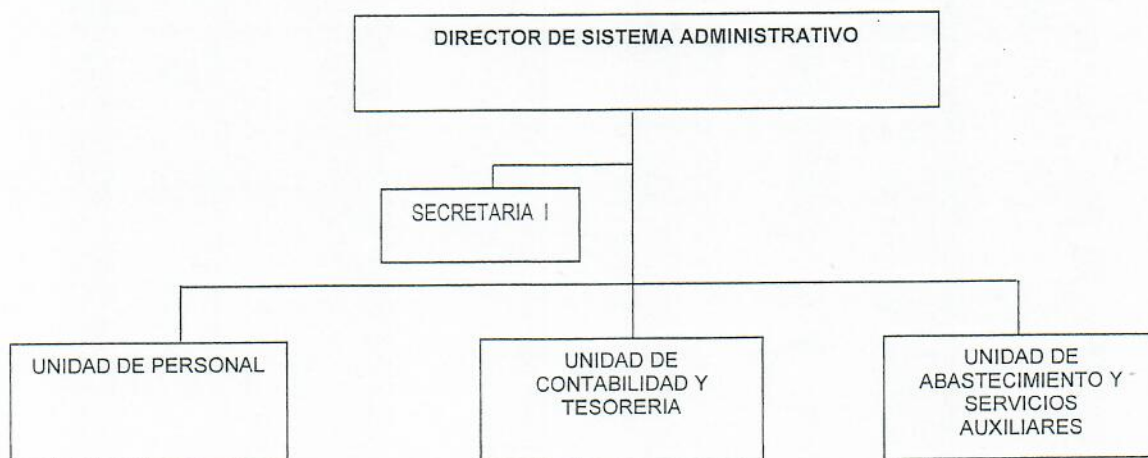 DIRECTOR DE SISTEMA ADMINISTRATIVO
SECRETARIA I
UNIDAD DE PERSONAL
UNIDAD DE
CONTABILIDAD Y
TESORERIA
UNIDAD DE
ABASTECIMIENTO Y
SERVICIOS
AUXILIARES